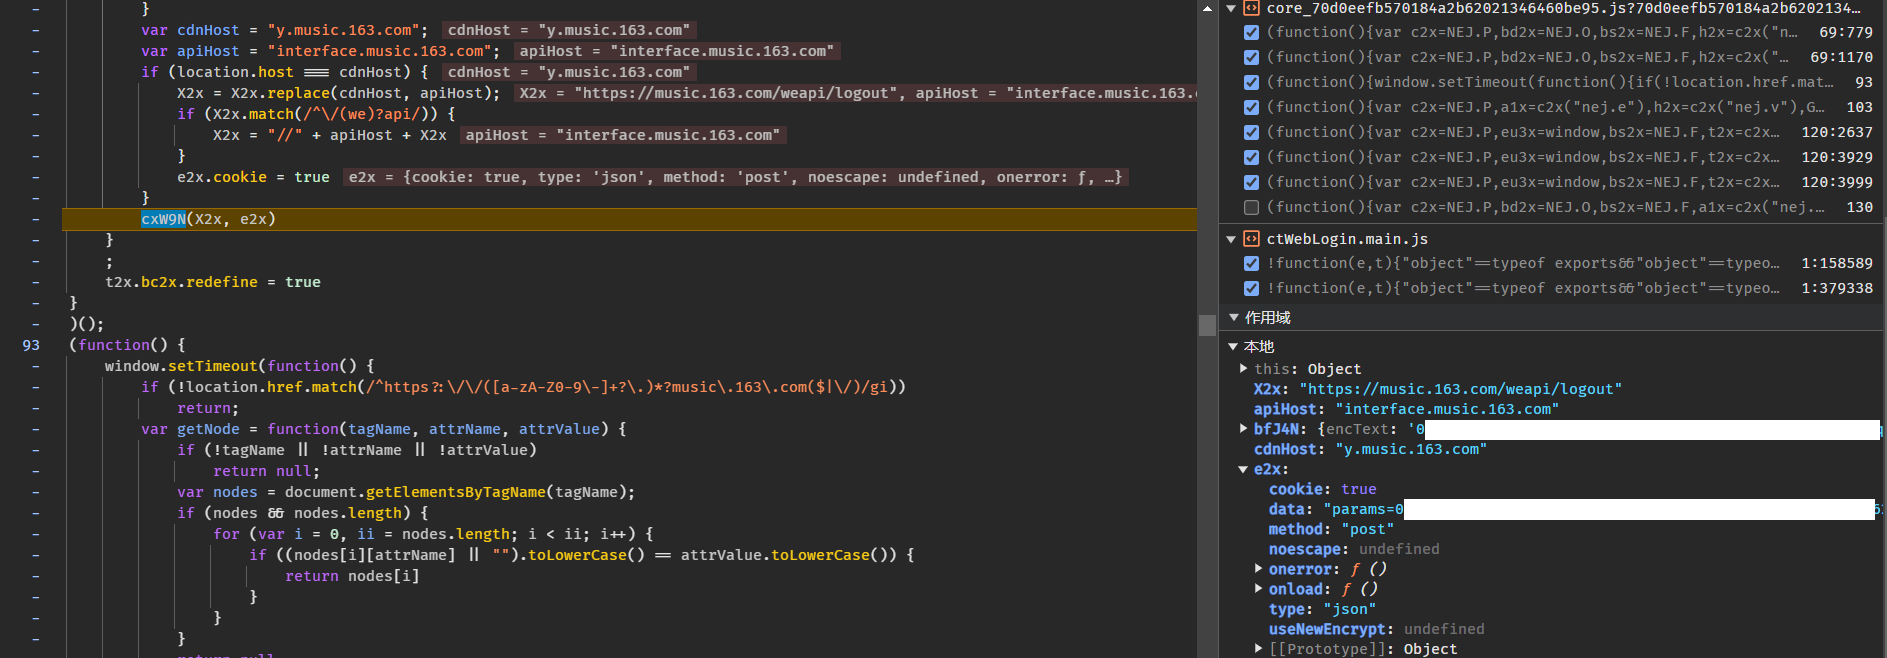 }
var cdnHost = "y.music.163.com"; cdnHost = "y.music.163.com"
var apiHost = "interface.music.163.com"; apiHost = "interface.music.163.com"
if (location.host === cdnHost) { cdnHost = "y.music.163.com"
X2x = X2x.replace(cdnHost, apiHost); X2x = "https://music.163.com/weapi/logout", apiHost = "interface.music.163.c
if (X2x.match(/^\/(we)?api/)) {
X2x = "//" + apiHost + X2x apiHost = "interface.music.163.com"
}
e2x.cookie = true e2x = {cookie: true, type: 'json', method: 'post', noescape: undefined, onerror: ƒ, …}
}
cxW9N(X2x, e2x)
}
;
t2x.bc2x.redefine = true
}
)();
93 (function() {
window.setTimeout(function() {
if (!location.href.match(/^https?:\/\/([a-zA-Z0-9\-]+?\.)*?music\.163\.com($|\/)/gi))
return;
var getNode = function(tagName, attrName, attrValue) {
if (!tagName || !attrName || !attrValue)
return null;
var nodes = document.getElementsByTagName(tagName);
if (nodes && nodes.length) {
for (var i = 0, ii = nodes.length; i < ii; i++) {
if ((nodes[i][attrName] || "").toLowerCase() == attrValue.toLowerCase()) {
return nodes[i]
}
}
}
return null
core_70d0eefb570184a2b62021346460be95.js?70d0eefb570184a2b6202134…
(function(){var c2x=NEJ.P,bd2x=NEJ.O,bs2x=NEJ.F,h2x=c2x("n… 69:779
(function(){var c2x=NEJ.P,bd2x=NEJ.O,bs2x=NEJ.F,h2x=c2x("… 69:1170
(function(){window.setTimeout(function(){if(!location.href.mat… 93
(function(){var c2x=NEJ.P,a1x=c2x("nej.e"),h2x=c2x("nej.v"),G… 103
(function(){var c2x=NEJ.P,eu3x=window,bs2x=NEJ.F,t2x=c2x… 120:2637
(function(){var c2x=NEJ.P,eu3x=window,bs2x=NEJ.F,t2x=c2x… 120:3929
(function(){var c2x=NEJ.P,eu3x=window,bs2x=NEJ.F,t2x=c2x… 120:3999
(function(){var c2x=NEJ.P,bd2x=NEJ.O,bs2x=NEJ.F,a1x=c2x("nej.… 130
ctWebLogin.main.js
!function(e,t){"object"==typeof exports&&"object"==typeo… 1:158589
!function(e,t){"object"==typeof exports&&"object"==typeo… 1:379338
作用域
本地
this: Object
X2x: "https://music.163.com/weapi/logout"
apiHost: "interface.music.163.com"
bfJ4N: {encText: '0
cdnHost: "y.music.163.com"
e2x:
cookie: true
data: "params=0
method: "post"
noescape: undefined
onerror: ƒ ()
onload: ƒ ()
type: "json"
useNewEncrypt: undefined
[[Prototype]]: Object